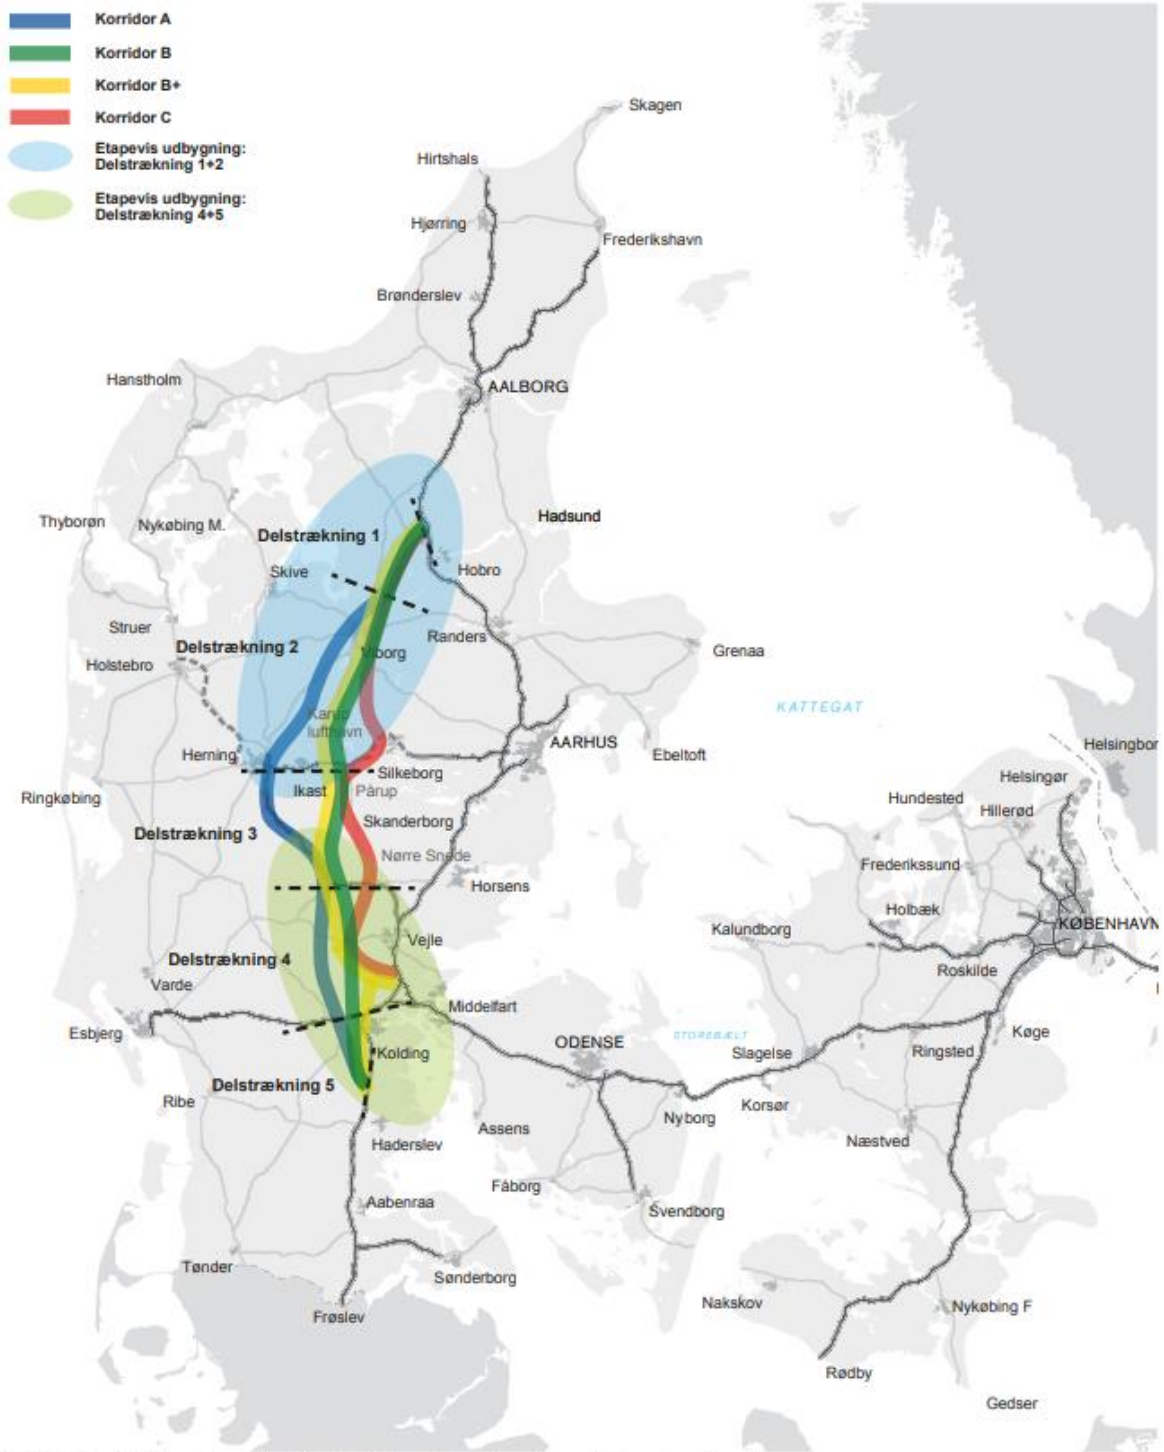 Korridor A
Korridor B
Korridor B+
Korridor C
Etapevis udbygning:
Delstrækning 1+2
Etapevis udbygning:
Delstrækning 4+5
Skagen
Hirtshals
Hjørring
Frederikshavn
Brønderslev
Hanstholm
AALBORG
Thyborøn
Nykøbing M.
Hadsund
Delstrækning 1
Skive
Hobro
Struer
Randers
Delstrækning 2
Viborg
Grenaa
Holstebro
KATTEGAT
Karup
lufthavn
AARHUS
Ebeltoft
Helsingbor
Herning
Silkeborg
Helsingør
Ringkøbing
Ikast
Pårup
Hundested
Hillerød
Skanderborg
Delstrækning 3
Nørre Snede
Frederikssund
Horsens
Holbæk
KØBENHAVN
Kalundborg
Vejle
Delstrækning 4
Roskilde
Varde
Middelfart
Esbjerg
ODENSE
STOREBÆLT
Køge
Slagelse
Ringsted
Kolding
Delstrækning 5
Ribe
Korsør
Nyborg
Assens
Næstved
Haderslev
Fåborg
Aabenraa
Svendborg
Tønder
Sønderborg
Nakskov
Nykøbing F
Frøslev
Rødby
Gedser